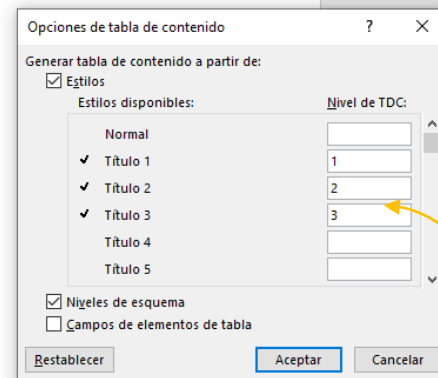 Opciones de tabla de contenido ? ×
Generar tabla de contenido a partir de:
Estilos
Estilos disponibles: Nivel de TDC:
Normal
Título 1 1
Título 2 2
Título 3 3
Título 4
Título 5
Niveles de esquema
Campos de elementos de tabla
Restablecer Aceptar Cancelar